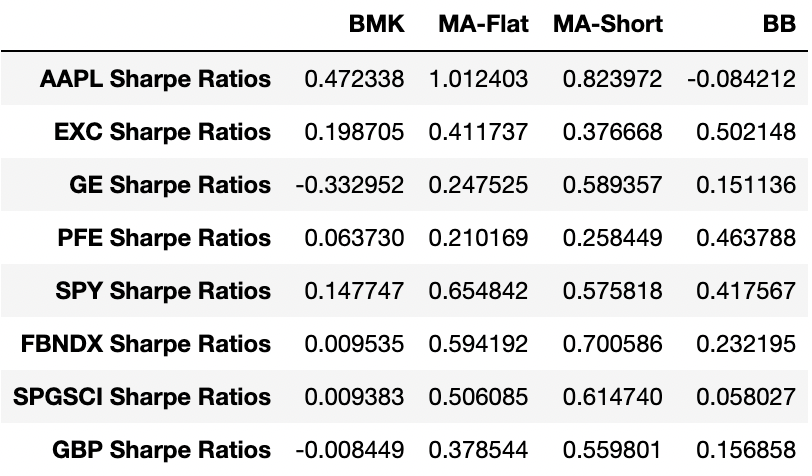 BMK MA-Flat MA-Short BB
AAPL Sharpe Ratios 0.472338 1.012403 0.823972 -0.084212
EXC Sharpe Ratios 0.198705 0.411737 0.376668 0.502148
GE Sharpe Ratios -0.332952 0.247525 0.589357 0.151136
PFE Sharpe Ratios 0.063730 0.210169 0.258449 0.463788
SPY Sharpe Ratios 0.147747 0.654842 0.575818 0.417567
FBNDX Sharpe Ratios 0.009535 0.594192 0.700586 0.232195
SPGSCI Sharpe Ratios 0.009383 0.506085 0.614740 0.058027
GBP Sharpe Ratios -0.008449 0.378544 0.559801 0.156858